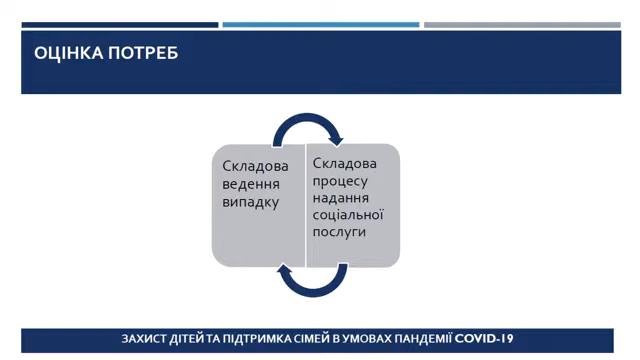 ОЦІНКА ПОТРЕБ
Складова
ведення
випадку
Складова
процесу
надання
соціальної
послуги
ЗАХИСТ ДІТЕЙ ТА ПІДТРИМКА СІМЕЙ В УМОВАХ ПАНДЕМІЇ COVID-19